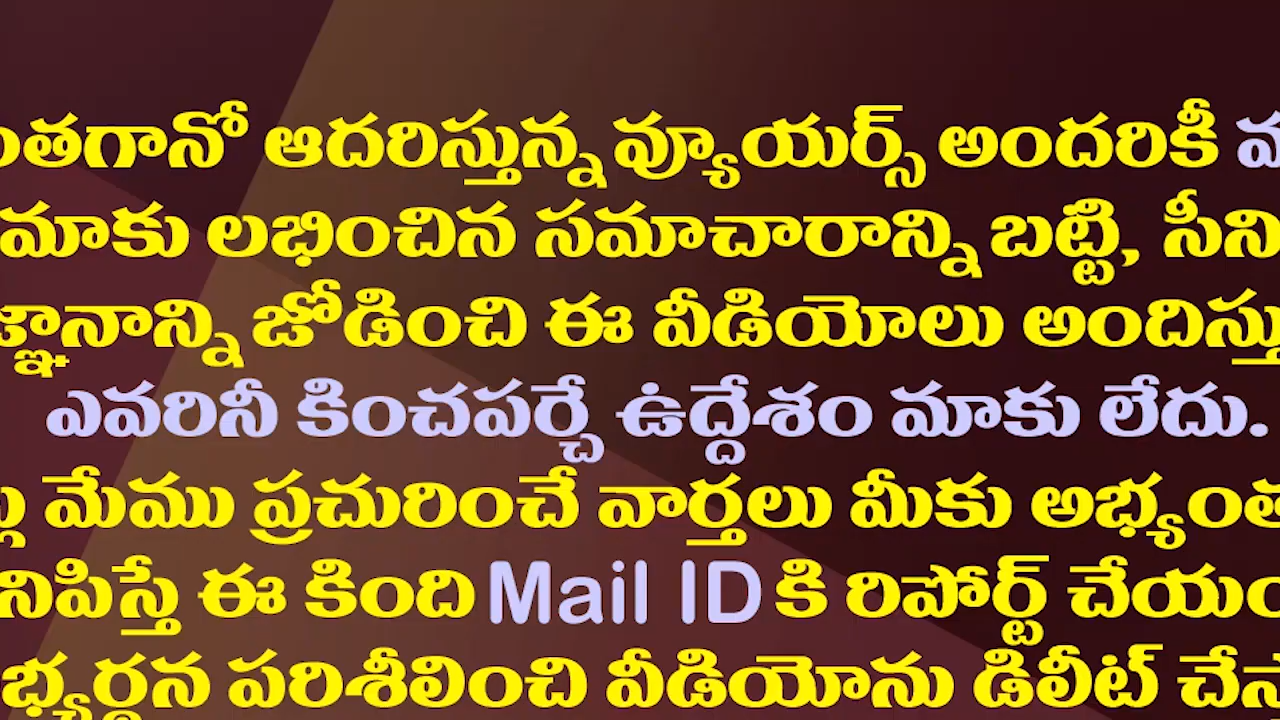 ంతగానో ఆదరిస్తున్న వ్యూయర్స్ అందరికీ
మాకు లభించిన సమాచారాన్ని బట్టి, సీని
జ్ఞానాన్ని జోడించి ఈ వీడియోలు అందిస్తు
ఎవరినీ కించపర్చే ఉద్దేశం మాకు లేదు.
మేము ప్రచురించే వార్తలు మీకు అభ్యంత
నిపిస్తే ఈ కింది Mail ID కి రిపోర్ట్ చేయం
భ్యర్థన పరిశీలించి వీడియోను డిలీట్ చేస